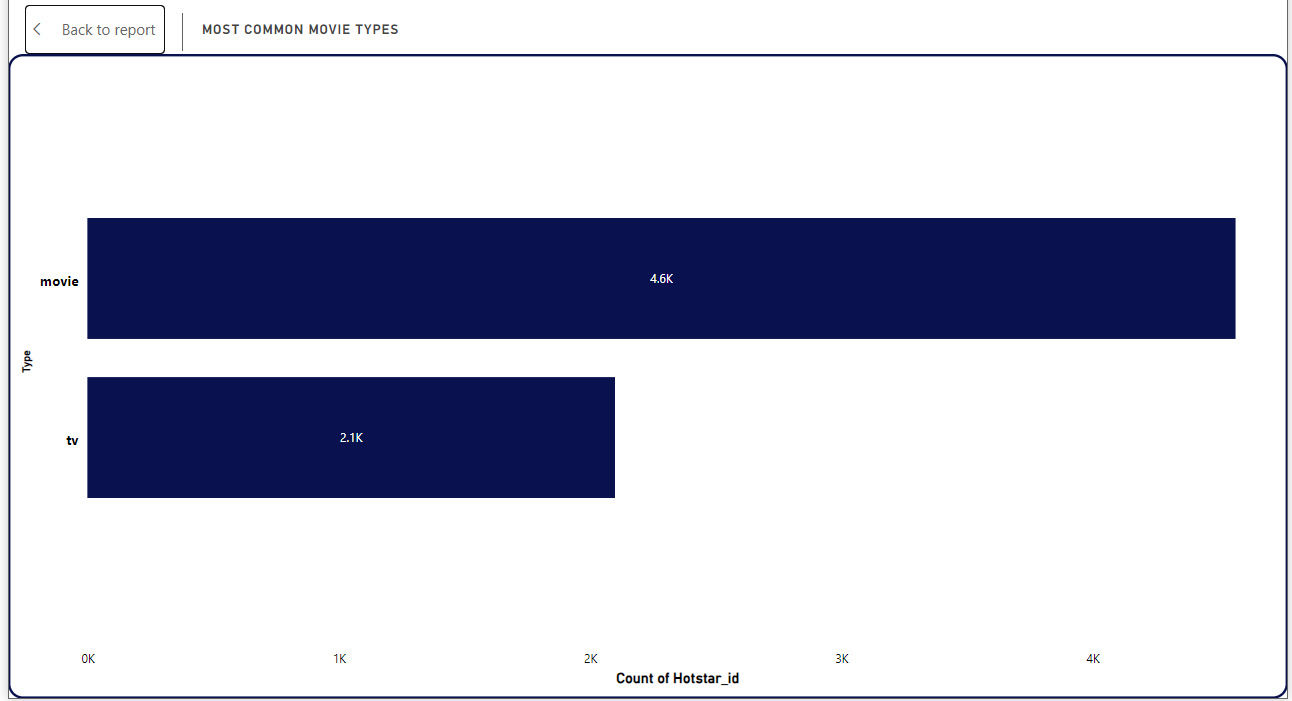 Back to report
MOST COMMON MOVIE TYPES
movie
4.6K
Type
tv
2.1K
0K 1K 2K 3K 4K
Count of Hotstar_id